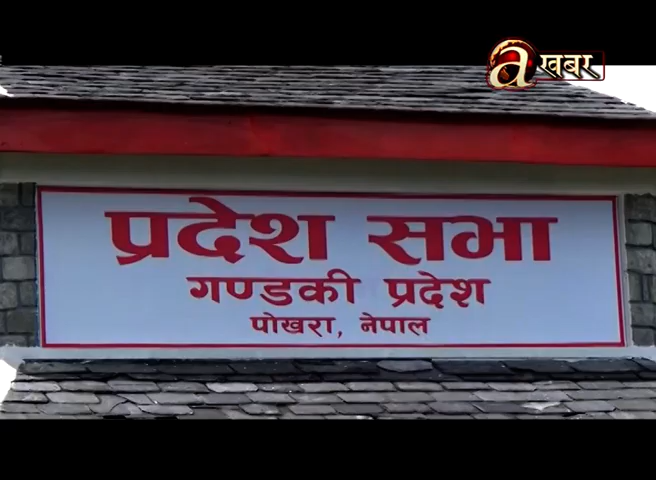 a खबर
प्रदेश सभा
गण्डकी प्रदेश
पोखरा, नेपाल